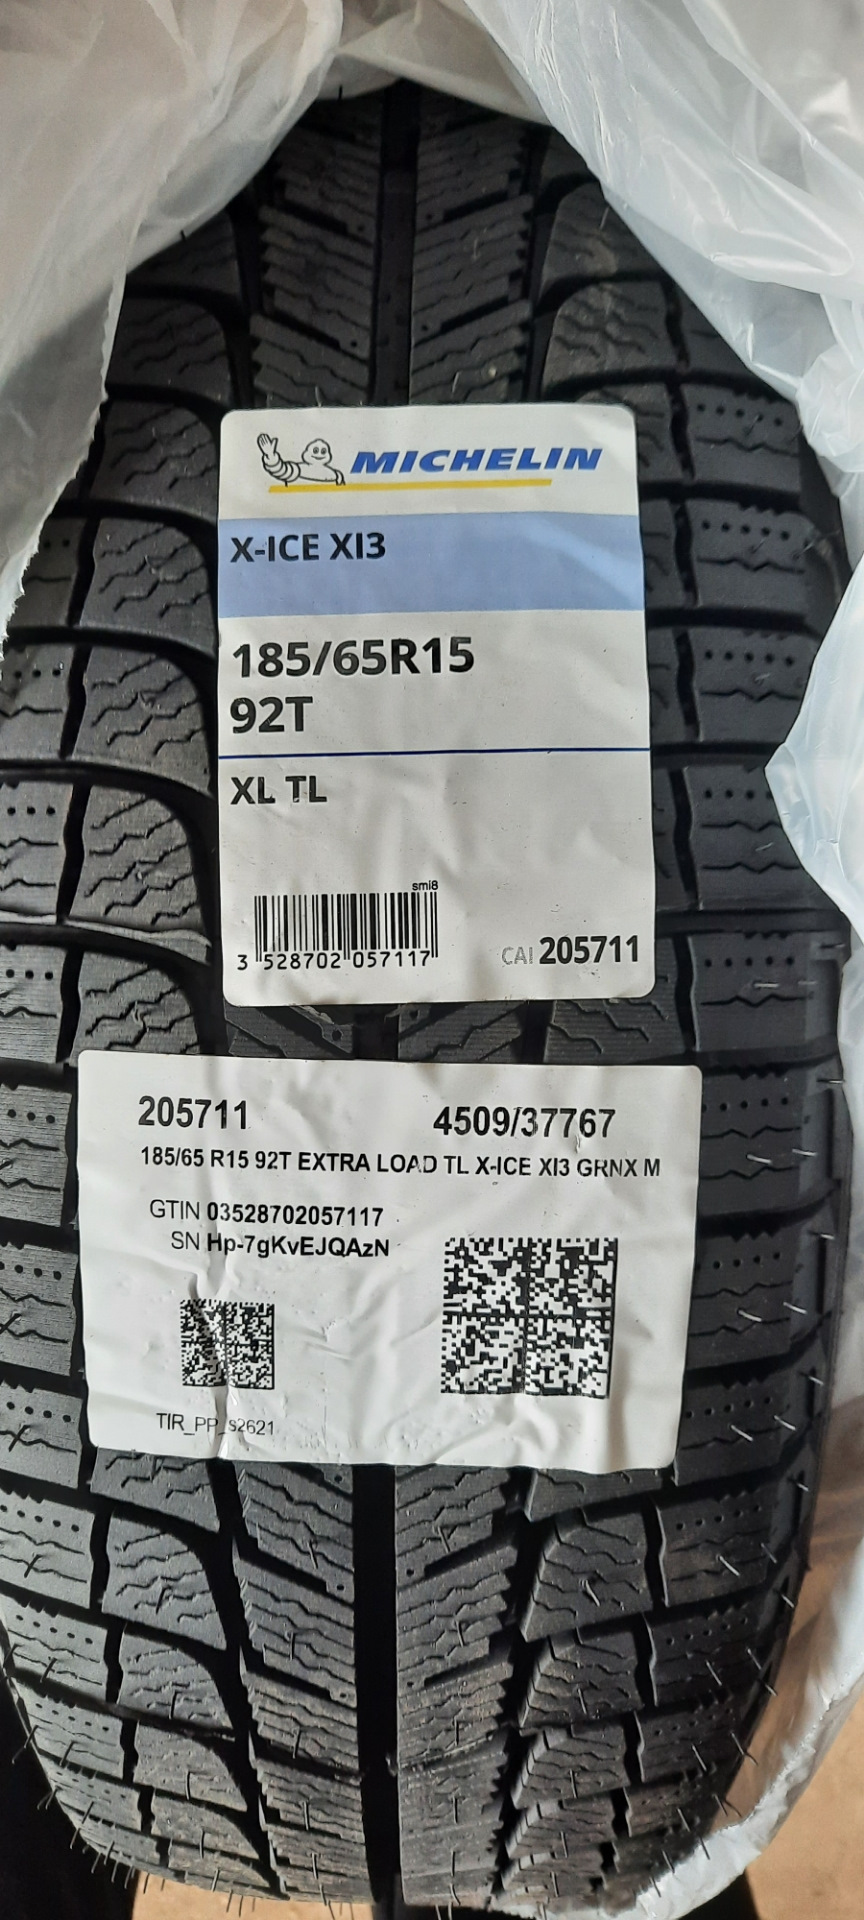 MICHELIN
X-ICE XI3
185/65R15
92T
XL TL
smi8
3 528702 057117
CAI 205711
205711 4509/37767
185/65 R15 92T EXTRA LOAD TL X-ICE XI3 GRNX M
GTIN 03528702057117
SN Hp-7gKvEJQAzN
TIR_PP_s2621